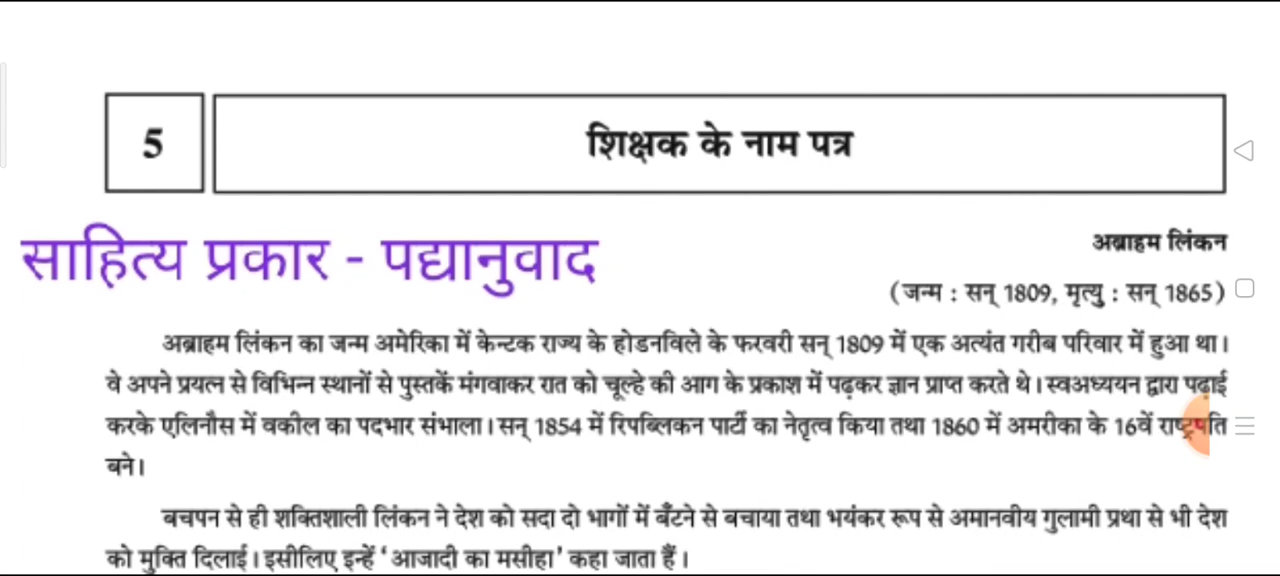 5
शिक्षक के नाम पत्र
साहित्य प्रकार - पद्यानुवाद
अब्राहम लिंकन
(जन्म : सन् 1809, मृत्यु : सन् 1865)
अब्राहम लिंकन का जन्म अमेरिका में केन्टक राज्य के होडनविले के फरवरी सन् 1809 में एक अत्यंत गरीब परिवार में हुआ था।
वे अपने प्रयत्न से विभिन्न स्थानों से पुस्तकें मंगवाकर रात को चूल्हे की आग के प्रकाश में पढ़कर ज्ञान प्राप्त करते थे। स्वअध्ययन द्वारा पढ़ाई
करके एलिनौस में वकील का पदभार संभाला। सन् 1854 में रिपब्लिकन पार्टी का नेतृत्व किया तथा 1860 में अमरीका के 16वें राष्ट्रपति
बने।
बचपन से ही शक्तिशाली लिंकन ने देश को सदा दो भागों में बँटने से बचाया तथा भयंकर रूप से अमानवीय गुलामी प्रथा से भी देश
को मुक्ति दिलाई। इसीलिए इन्हें ‘आजादी का मसीहा’ कहा जाता हैं।